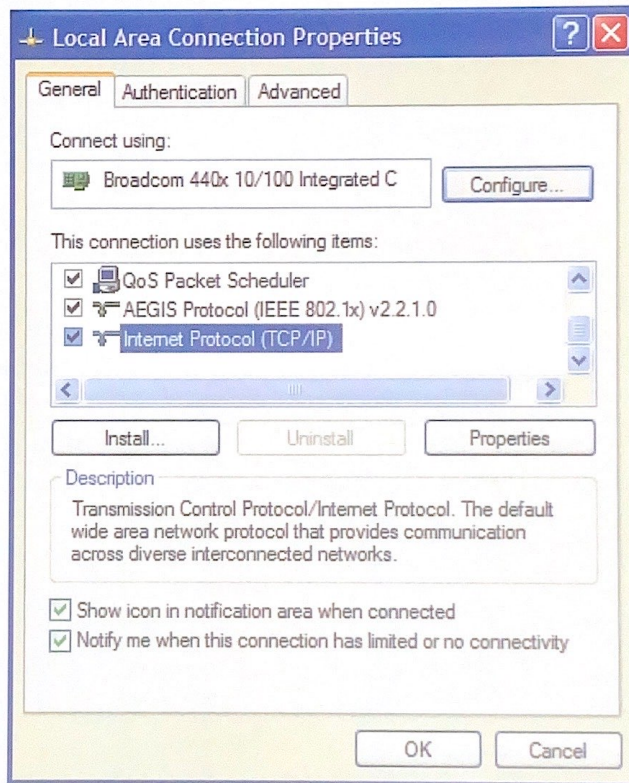 Local Area Connection Properties
General Authentication Advanced
Connect using:
Broadcom 440x 10/100 Integrated C
Configure...
This connection uses the following items:
QoS Packet Scheduler
AEGIS Protocol (IEEE 802.1x) v2.2.1.0
Internet Protocol (TCP/IP)
Install... Uninstall Properties
Description
Transmission Control Protocol/Internet Protocol. The default
wide area network protocol that provides communication
across diverse interconnected networks.
Show icon in notification area when connected
Notify me when this connection has limited or no connectivity
OK Cancel